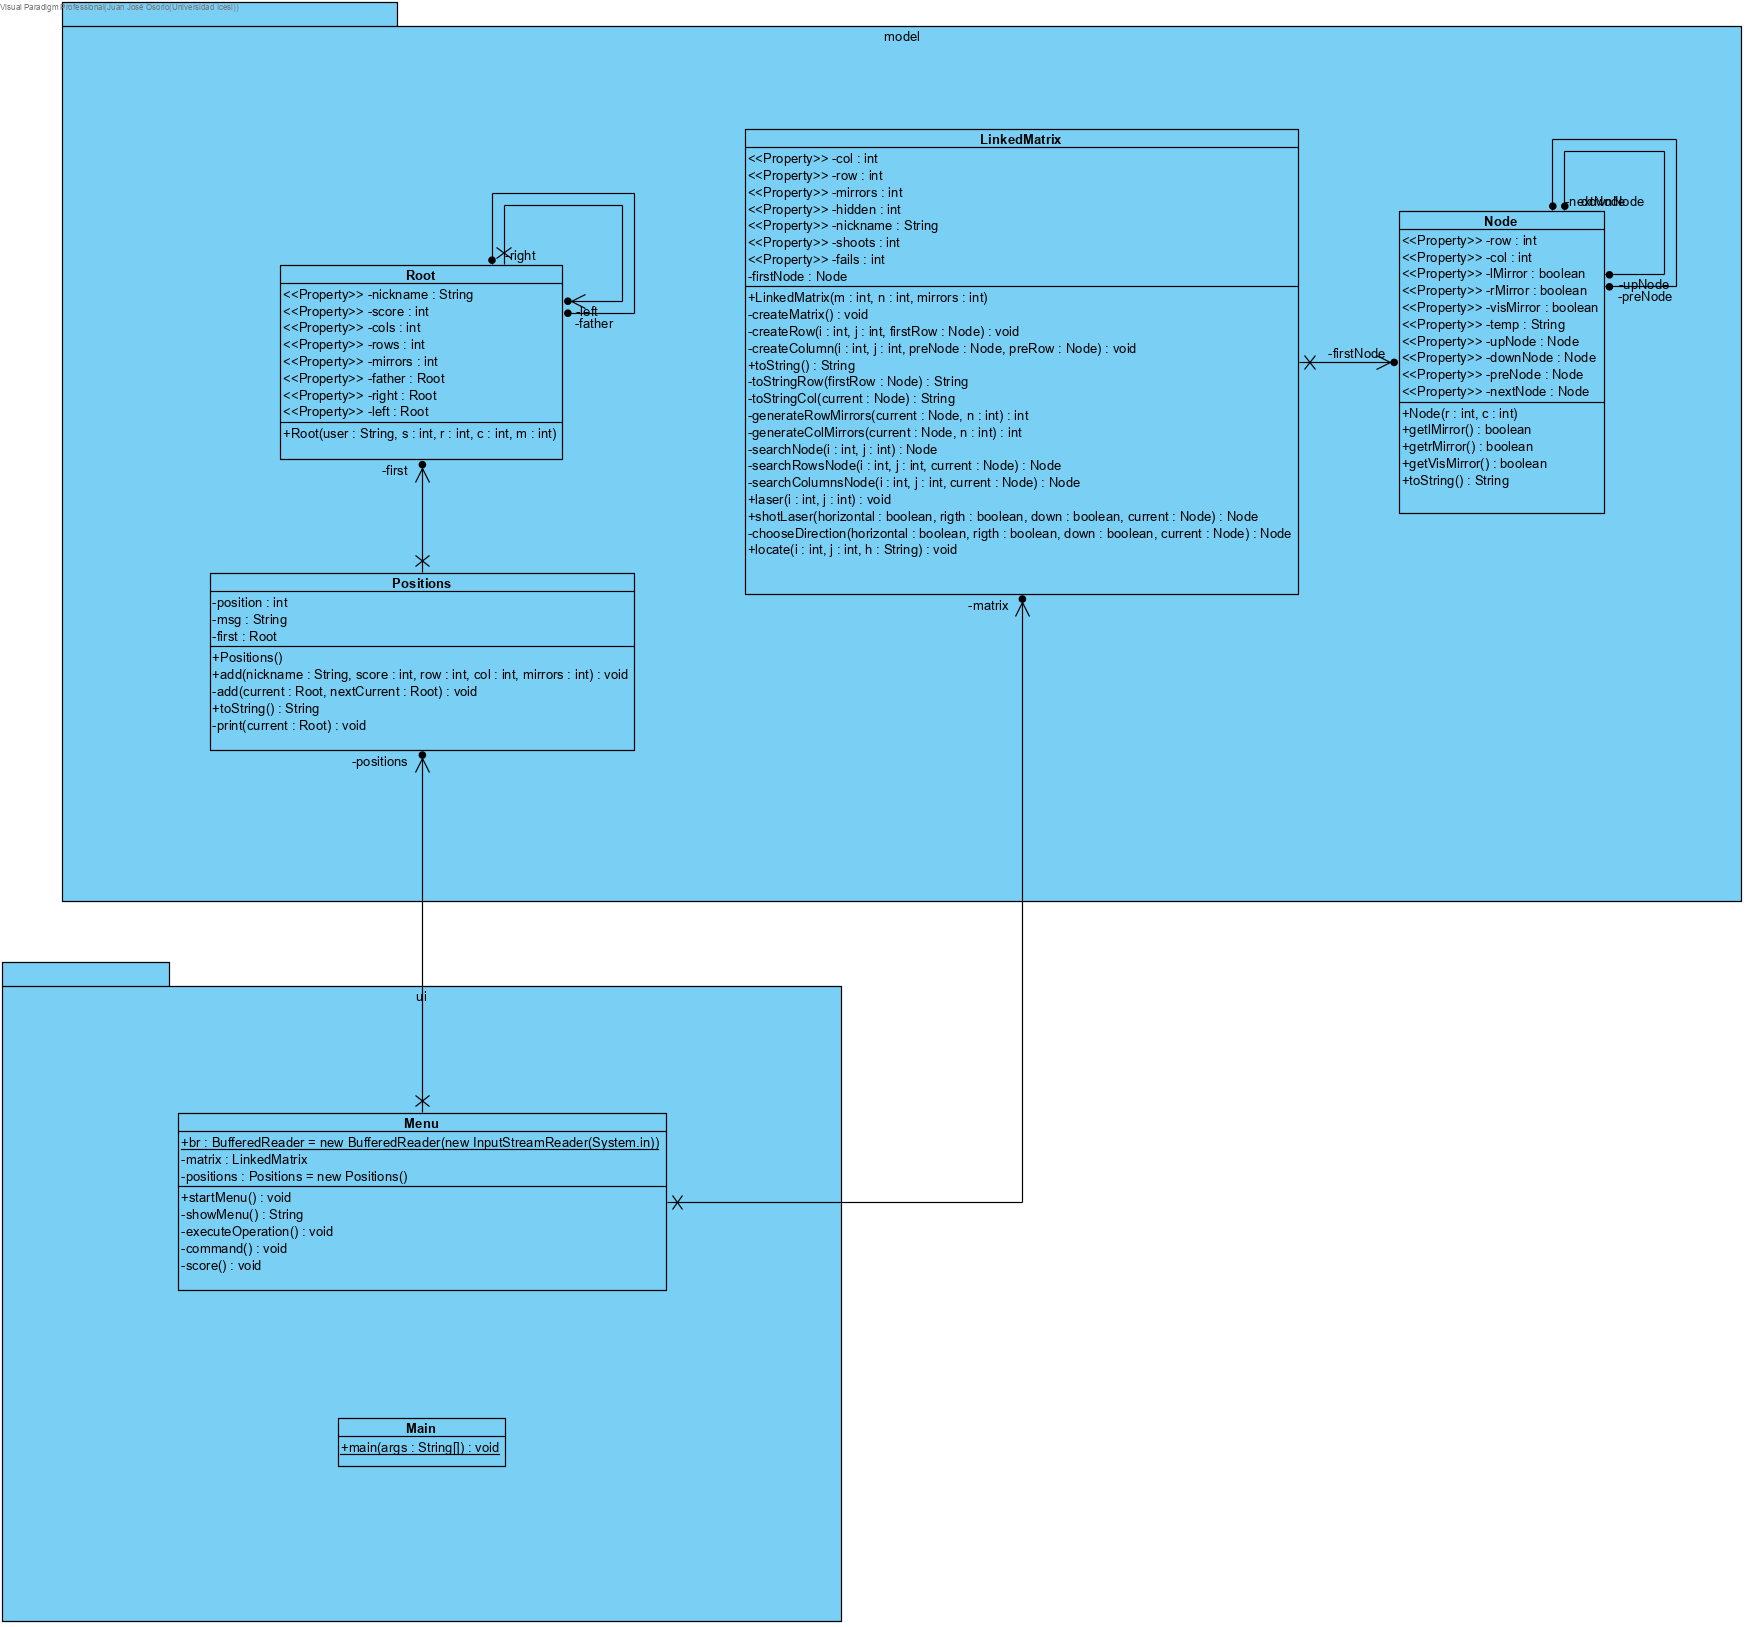 Visual Paradigm Professional(Juan José Osorio(Universidad Icesi))
model
LinkedMatrix
<<Property>> -col : int
<<Property>> -row : int
<<Property>> -mirrors : int
<<Property>> -hidden : int
<<Property>> -nickname : String
<<Property>> -shoots : int
<<Property>> -fails : int
-firstNode : Node
+LinkedMatrix(m : int, n : int, mirrors : int)
-createMatrix() : void
-createRow(i : int, j : int, firstRow : Node) : void
-createColumn(i : int, j : int, preNode : Node, preRow : Node) : void
+toString() : String
-toStringRow(firstRow : Node) : String
-toStringCol(current : Node) : String
-generateRowMirrors(current : Node, n : int) : int
-generateColMirrors(current : Node, n : int) : int
-searchNode(i : int, j : int) : Node
-searchRowsNode(i : int, j : int, current : Node) : Node
-searchColumnsNode(i : int, j : int, current : Node) : Node
+laser(i : int, j : int) : void
+shotLaser(horizontal : boolean, rigth : boolean, down : boolean, current : Node) : Node
-chooseDirection(horizontal : boolean, rigth : boolean, down : boolean, current : Node) : Node
+locate(i : int, j : int, h : String) : void
-nextNode
-downNode
Node
<<Property>> -row : int
<<Property>> -col : int
<<Property>> -lMirror : boolean
<<Property>> -rMirror : boolean
<<Property>> -visMirror : boolean
<<Property>> -temp : String
<<Property>> -upNode : Node
<<Property>> -downNode : Node
<<Property>> -preNode : Node
<<Property>> -nextNode : Node
+Node(r : int, c : int)
+getlMirror() : boolean
+getrMirror() : boolean
+getVisMirror() : boolean
+toString() : String
-upNode
-preNode
-firstNode
-right
Root
<<Property>> -nickname : String
<<Property>> -score : int
<<Property>> -cols : int
<<Property>> -rows : int
<<Property>> -mirrors : int
<<Property>> -father : Root
<<Property>> -right : Root
<<Property>> -left : Root
+Root(user : String, s : int, r : int, c : int, m : int)
-left
-father
-first
Positions
-position : int
-msg : String
-first : Root
+Positions()
+add(nickname : String, score : int, row : int, col : int, mirrors : int) : void
-add(current : Root, nextCurrent : Root) : void
+toString() : String
-print(current : Root) : void
-positions
-matrix
ui
Menu
+br : BufferedReader = new BufferedReader(new InputStreamReader(System.in))
-matrix : LinkedMatrix
-positions : Positions = new Positions()
+startMenu() : void
-showMenu() : String
-executeOperation() : void
-command() : void
-score() : void
Main
+main(args : String[]) : void